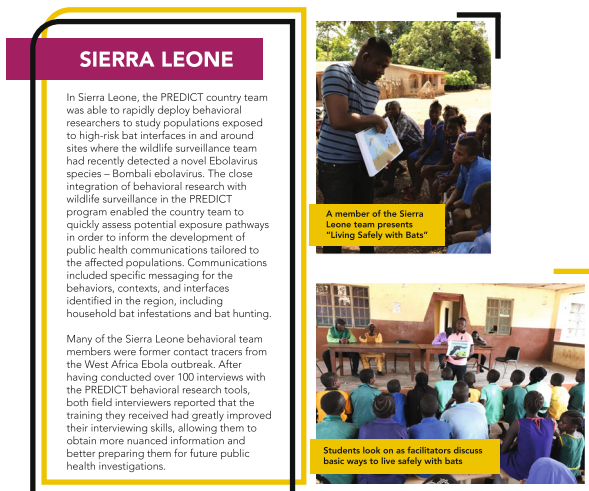 SIERRA LEONE
In Sierra Leone, the PREDICT country team
was able to rapidly deploy behavioral
researchers to study populations exposed
to high-risk bat interfaces in and around
sites where the wildlife surveillance team
had recently detected a novel Ebolavirus
species – Bombali ebolavirus. The close
integration of behavioral research with
wildlife surveillance in the PREDICT
program enabled the country team to
quickly assess potential exposure pathways
in order to inform the development of
public health communications tailored to
the affected populations. Communications
included specific messaging for the
behaviors, contexts, and interfaces
identified in the region, including
household bat infestations and bat hunting.
Many of the Sierra Leone behavioral team
members were former contact tracers from
the West Africa Ebola outbreak. After
having conducted over 100 interviews with
the PREDICT behavioral research tools,
both field interviewers reported that the
training they received had greatly improved
their interviewing skills, allowing them to
obtain more nuanced information and
better preparing them for future public
health investigations.
A member of the Sierra
Leone team presents
“Living Safely with Bats”
Students look on as facilitators discuss
basic ways to live safely with bats